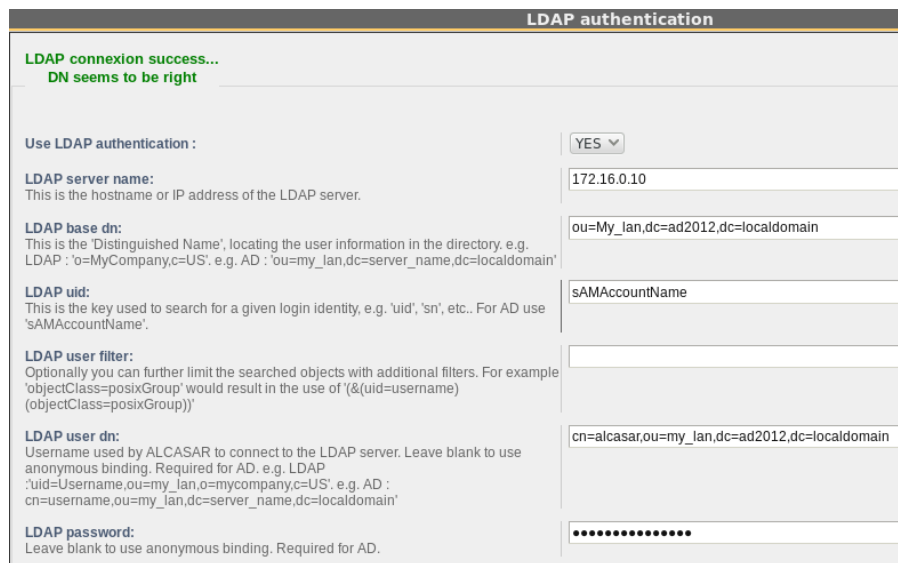 LDAP authentication
LDAP connexion success...
DN seems to be right
Use LDAP authentication :
YES
LDAP server name:
This is the hostname or IP address of the LDAP server.
172.16.0.10
LDAP base dn:
This is the 'Distinguished Name', locating the user information in the directory. e.g.
LDAP : 'o=MyCompany,c=US'. e.g. AD : 'ou=my_lan,dc=server_name,dc=localdomain'
ou=My_lan,dc=ad2012,dc=localdomain
LDAP uid:
This is the key used to search for a given login identity, e.g. 'uid', 'sn', etc.. For AD use
'sAMAccountName'.
sAMAccountName
LDAP user filter:
Optionally you can further limit the searched objects with additional filters. For example
'objectClass=posixGroup' would result in the use of '(&(uid=username)
(objectClass=posixGroup))'
LDAP user dn:
Username used by ALCASAR to connect to the LDAP server. Leave blank to use
anonymous binding. Required for AD. e.g. LDAP
:'uid=Username,ou=my_lan,o=mycompany,c=US'. e.g. AD :
cn=username,ou=my_lan,dc=server_name,dc=localdomain'
cn=alcasar,ou=my_lan,dc=ad2012,dc=localdomain
LDAP password:
Leave blank to use anonymous binding. Required for AD.
●●●●●●●●●●●●●●●